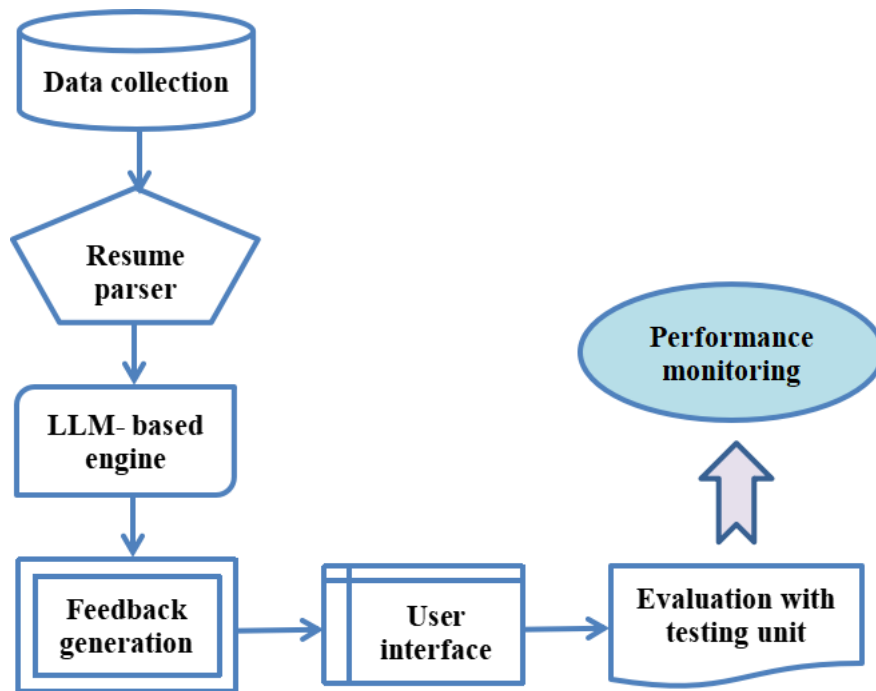 Data collection
Resume
parser
LLM- based
engine
Feedback
generation
User
interface
Evaluation with
testing unit
Performance
monitoring